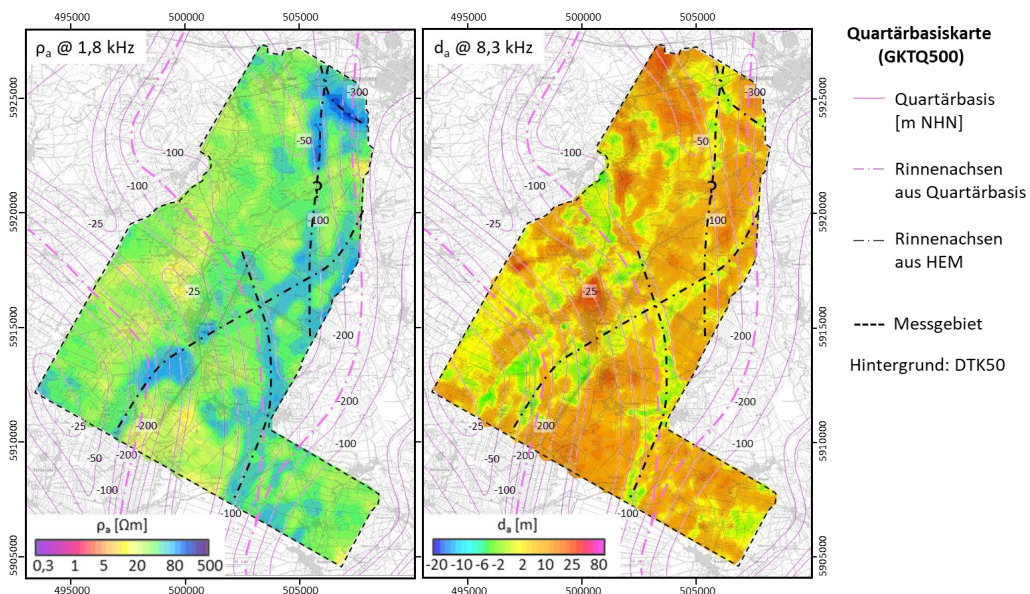 495000 500000 505000 495000 500000 505000
ρa @ 1,8 kHz
da @ 8,3 kHz
Quartärbasiskarte
(GKTQ500)
Quartärbasis
[m NHN]
Rinnenachsen
aus Quartärbasis
Rinnenachsen
aus HEM
Messgebiet
Hintergrund: DTK50
5925000
5920000
5915000
5910000
5905000
-300
-50
-100
-100
-25
?
-100
-25
-200
-200
-25
-200
-200
-50
-100
-100
-100
-300
-50
-100
-100
-25
?
-100
-25
-200
-200
-25
-200
-200
-50
-100
-100
-100
5925000
5920000
5915000
5910000
5905000
ρa [Ωm]
0,3 1 5 20 80 500
da [m]
-20 -10 -6 -2 2 10 25 80
495000 500000 505000 495000 500000 505000